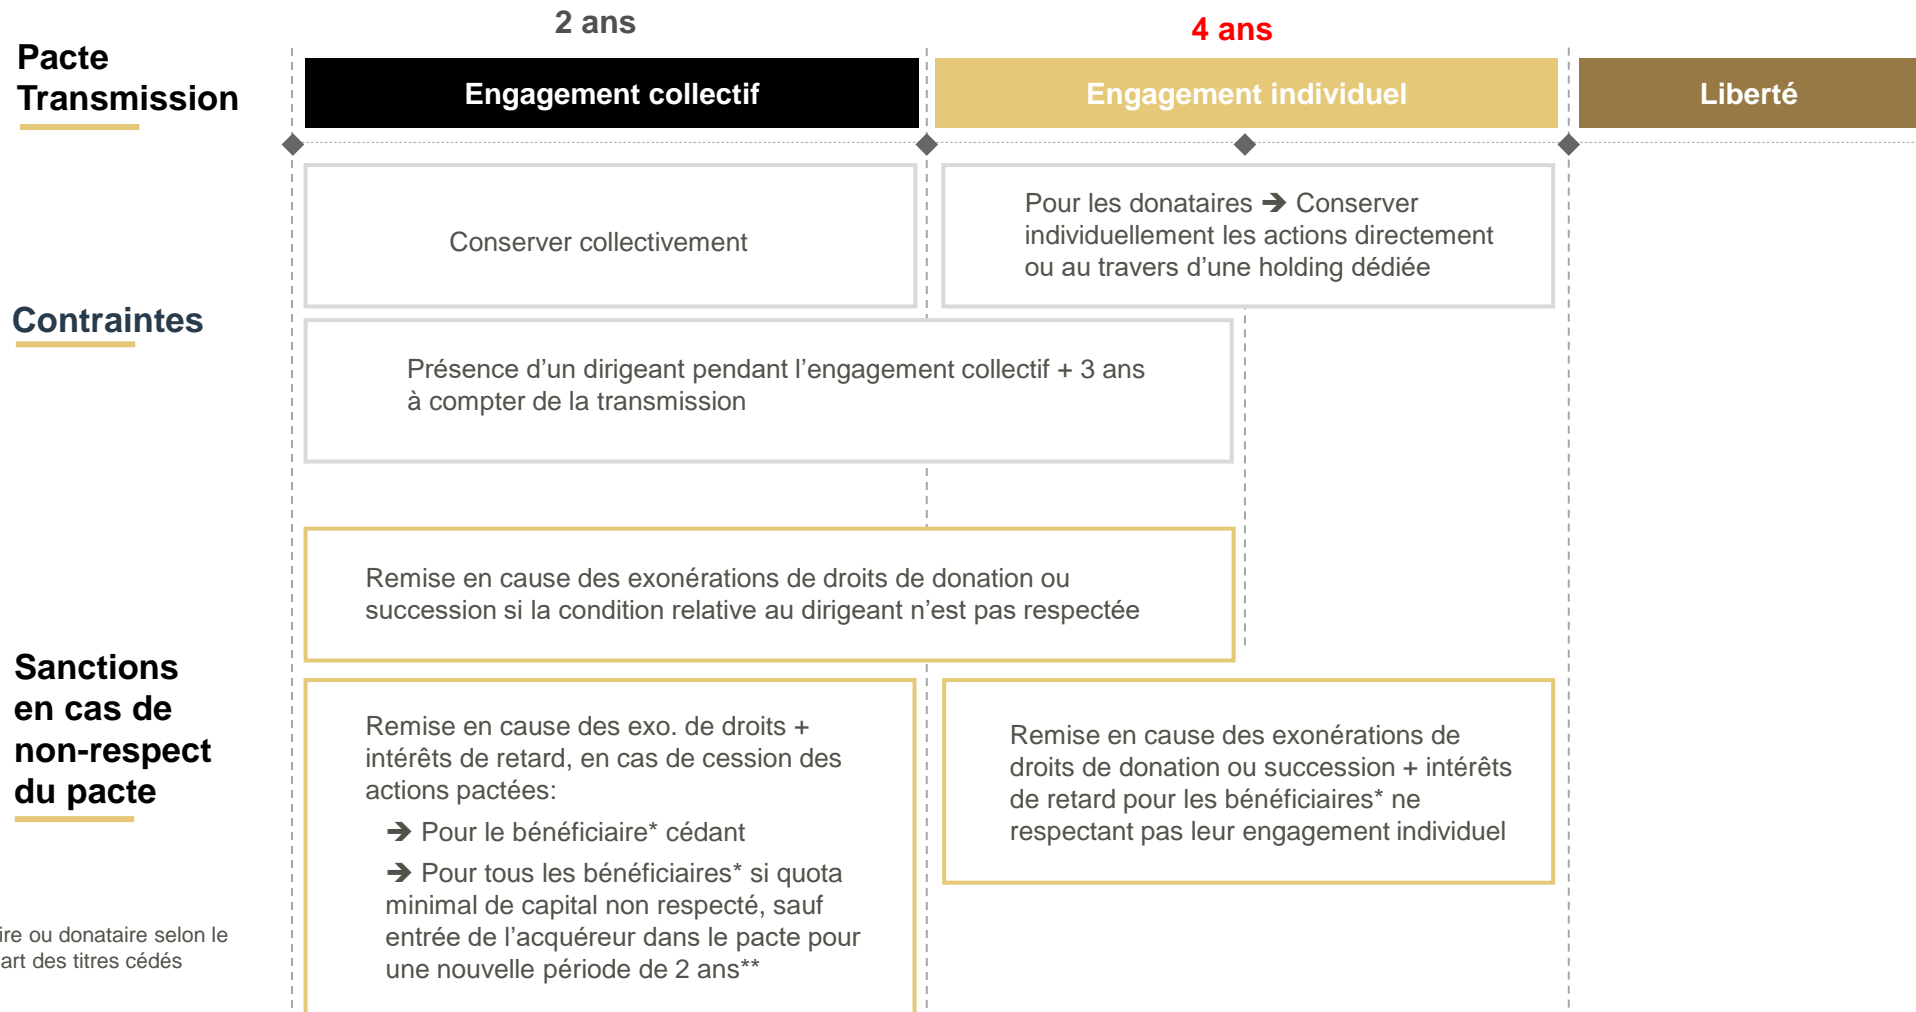 2 ans
4 ans
Pacte
Transmission
Engagement collectif
Engagement individuel
Liberté
Contraintes
Conserver collectivement
Pour les donataires ➔ Conserver
individuellement les actions directement
ou au travers d’une holding dédiée
Présence d’un dirigeant pendant l’engagement collectif + 3 ans
à compter de la transmission
Sanctions
en cas de
non-respect
du pacte
Remise en cause des exonérations de droits de donation ou
succession si la condition relative au dirigeant n’est pas respectée
Remise en cause des exo. de droits +
intérêts de retard, en cas de cession des
actions pactées:
➔ Pour le bénéficiaire* cédant
➔ Pour tous les bénéficiaires* si quota
minimal de capital non respecté, sauf
entrée de l’acquéreur dans le pacte pour
une nouvelle période de 2 ans**
Remise en cause des exonérations de
droits de donation ou succession + intérêts
de retard pour les bénéficiaires* ne
respectant pas leur engagement individuel
ou donataire selon le
des titres cédés